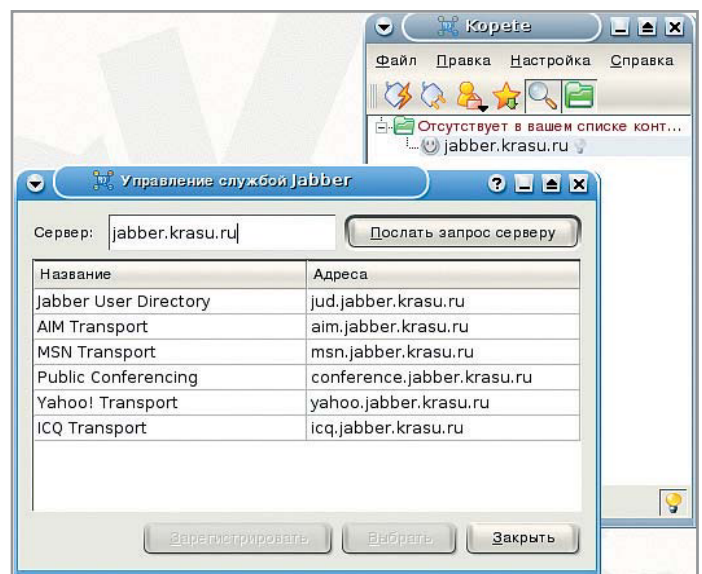 Kopete
Файл Правка Настройка Справка
Отсутствует в вашем списке конт...
jabber.krasu.ru
Управление службой Jabber
Сервер: jabber.krasu.ru Послать запрос серверу
Название Адреса
Jabber User Directory jud.jabber.krasu.ru
AIM Transport aim.jabber.krasu.ru
MSN Transport msn.jabber.krasu.ru
Public Conferencing conference.jabber.krasu.ru
Yahoo! Transport yahoo.jabber.krasu.ru
ICQ Transport icq.jabber.krasu.ru
Зарегистрировать Выбрать Закрыть